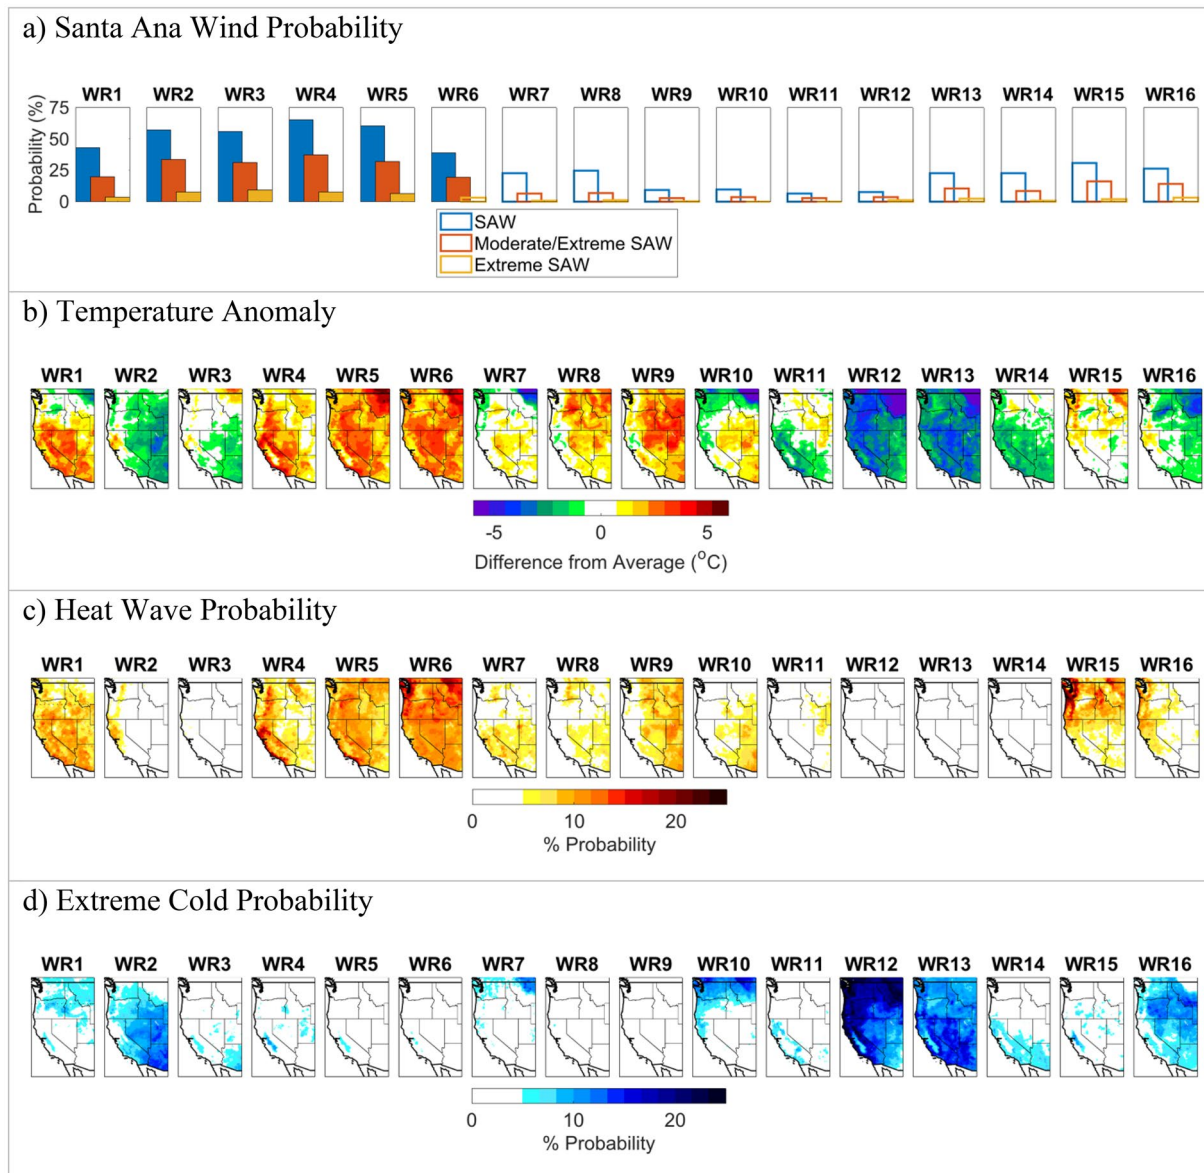 a) Santa Ana Wind Probability
WR1 WR2 WR3 WR4 WR5 WR6 WR7 WR8 WR9 WR10 WR11 WR12 WR13 WR14 WR15 WR16
Probability (%)
75
50
25
0
SAW
Moderate/Extreme SAW
Extreme SAW
b) Temperature Anomaly
WR1 WR2 WR3 WR4 WR5 WR6 WR7 WR8 WR9 WR10 WR11 WR12 WR13 WR14 WR15 WR16
-5 0 5
Difference from Average (°C)
c) Heat Wave Probability
WR1 WR2 WR3 WR4 WR5 WR6 WR7 WR8 WR9 WR10 WR11 WR12 WR13 WR14 WR15 WR16
0 10 20
% Probability
d) Extreme Cold Probability
WR1 WR2 WR3 WR4 WR5 WR6 WR7 WR8 WR9 WR10 WR11 WR12 WR13 WR14 WR15 WR16
0 10 20
% Probability